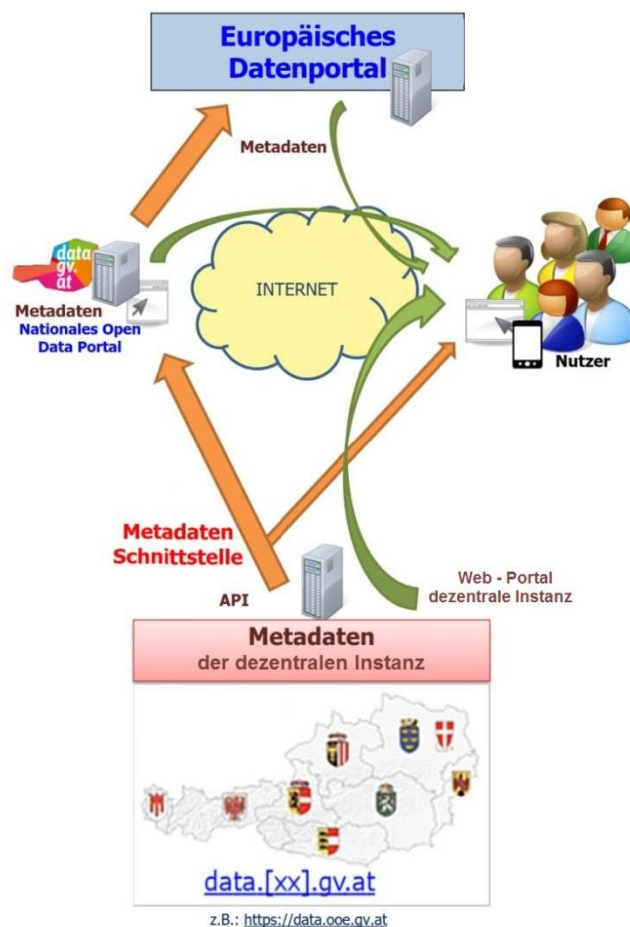 Europäisches
Datenportal
Metadaten
data
gv.
at
INTERNET
Metadaten
Nationales Open
Data Portal
Nutzer
Metadaten
Schnittstelle
API
Web - Portal
dezentrale Instanz
Metadaten
der dezentralen Instanz
data.[xx].gv.at
z.B.: https://data.ooe.gv.at